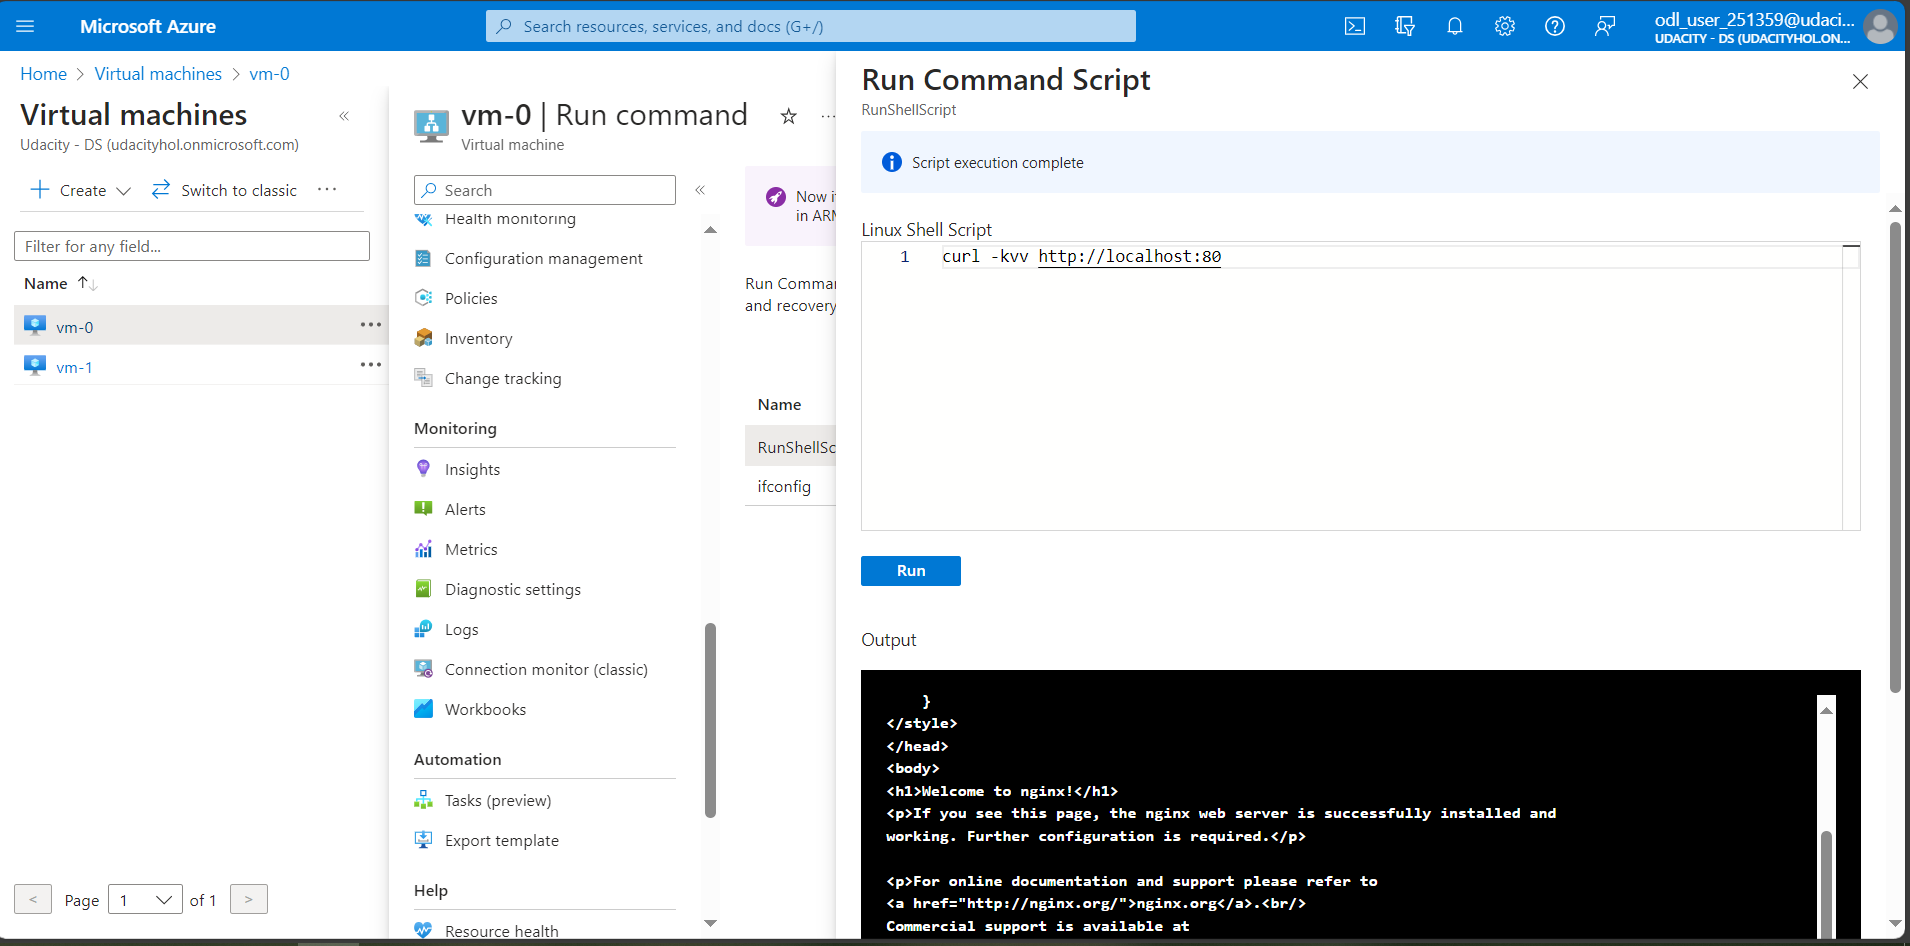 Microsoft Azure
Search resources, services, and docs (G+/)
odl_user_251359@udaci...
UDACITY - DS (UDACITYHOL.ON...
Home > Virtual machines > vm-0
Virtual machines
Udacity - DS (udacityhol.onmicrosoft.com)
Create
Switch to classic
Filter for any field...
Name
vm-0
vm-1
< Page 1 of 1 >
vm-0 | Run command
Virtual machine
Search
Health monitoring
Configuration management
Policies
Inventory
Change tracking
Monitoring
Insights
Alerts
Metrics
Diagnostic settings
Logs
Connection monitor (classic)
Workbooks
Automation
Tasks (preview)
Export template
Help
Resource health
Now
in ARM
Run Comman
and recovery
Name
RunShellSc
ifconfig
Run Command Script
RunShellScript
Script execution complete
Linux Shell Script
1 curl -kvv http://localhost:80
Run
Output
}
</style>
</head>
<body>
<h1>Welcome to nginx!</h1>
<p>If you see this page, the nginx web server is successfully installed and
working. Further configuration is required.</p>
<p>For online documentation and support please refer to
<a href="http://nginx.org/">nginx.org</a>.<br/>
Commercial support is available at